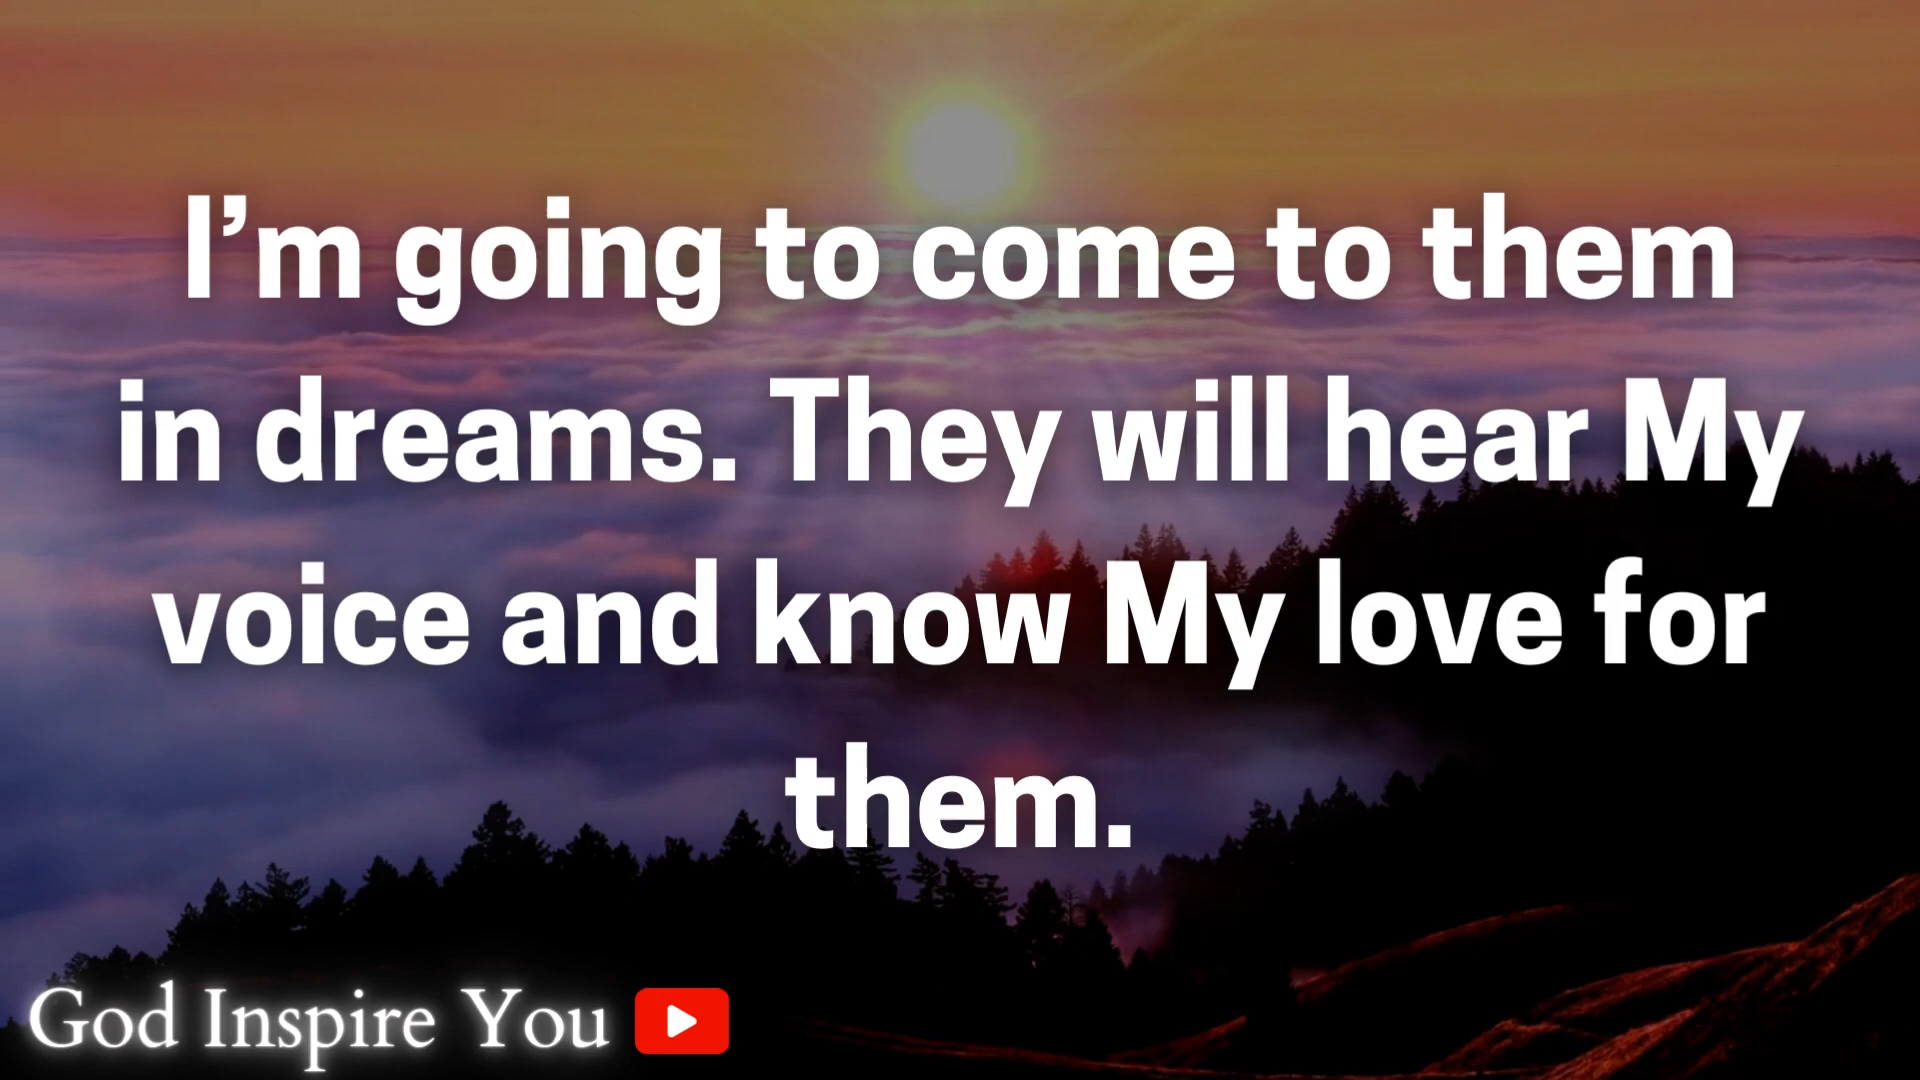 I’m going to come to them
in dreams. They will hear My
voice and know My love for
them.
God Inspire You